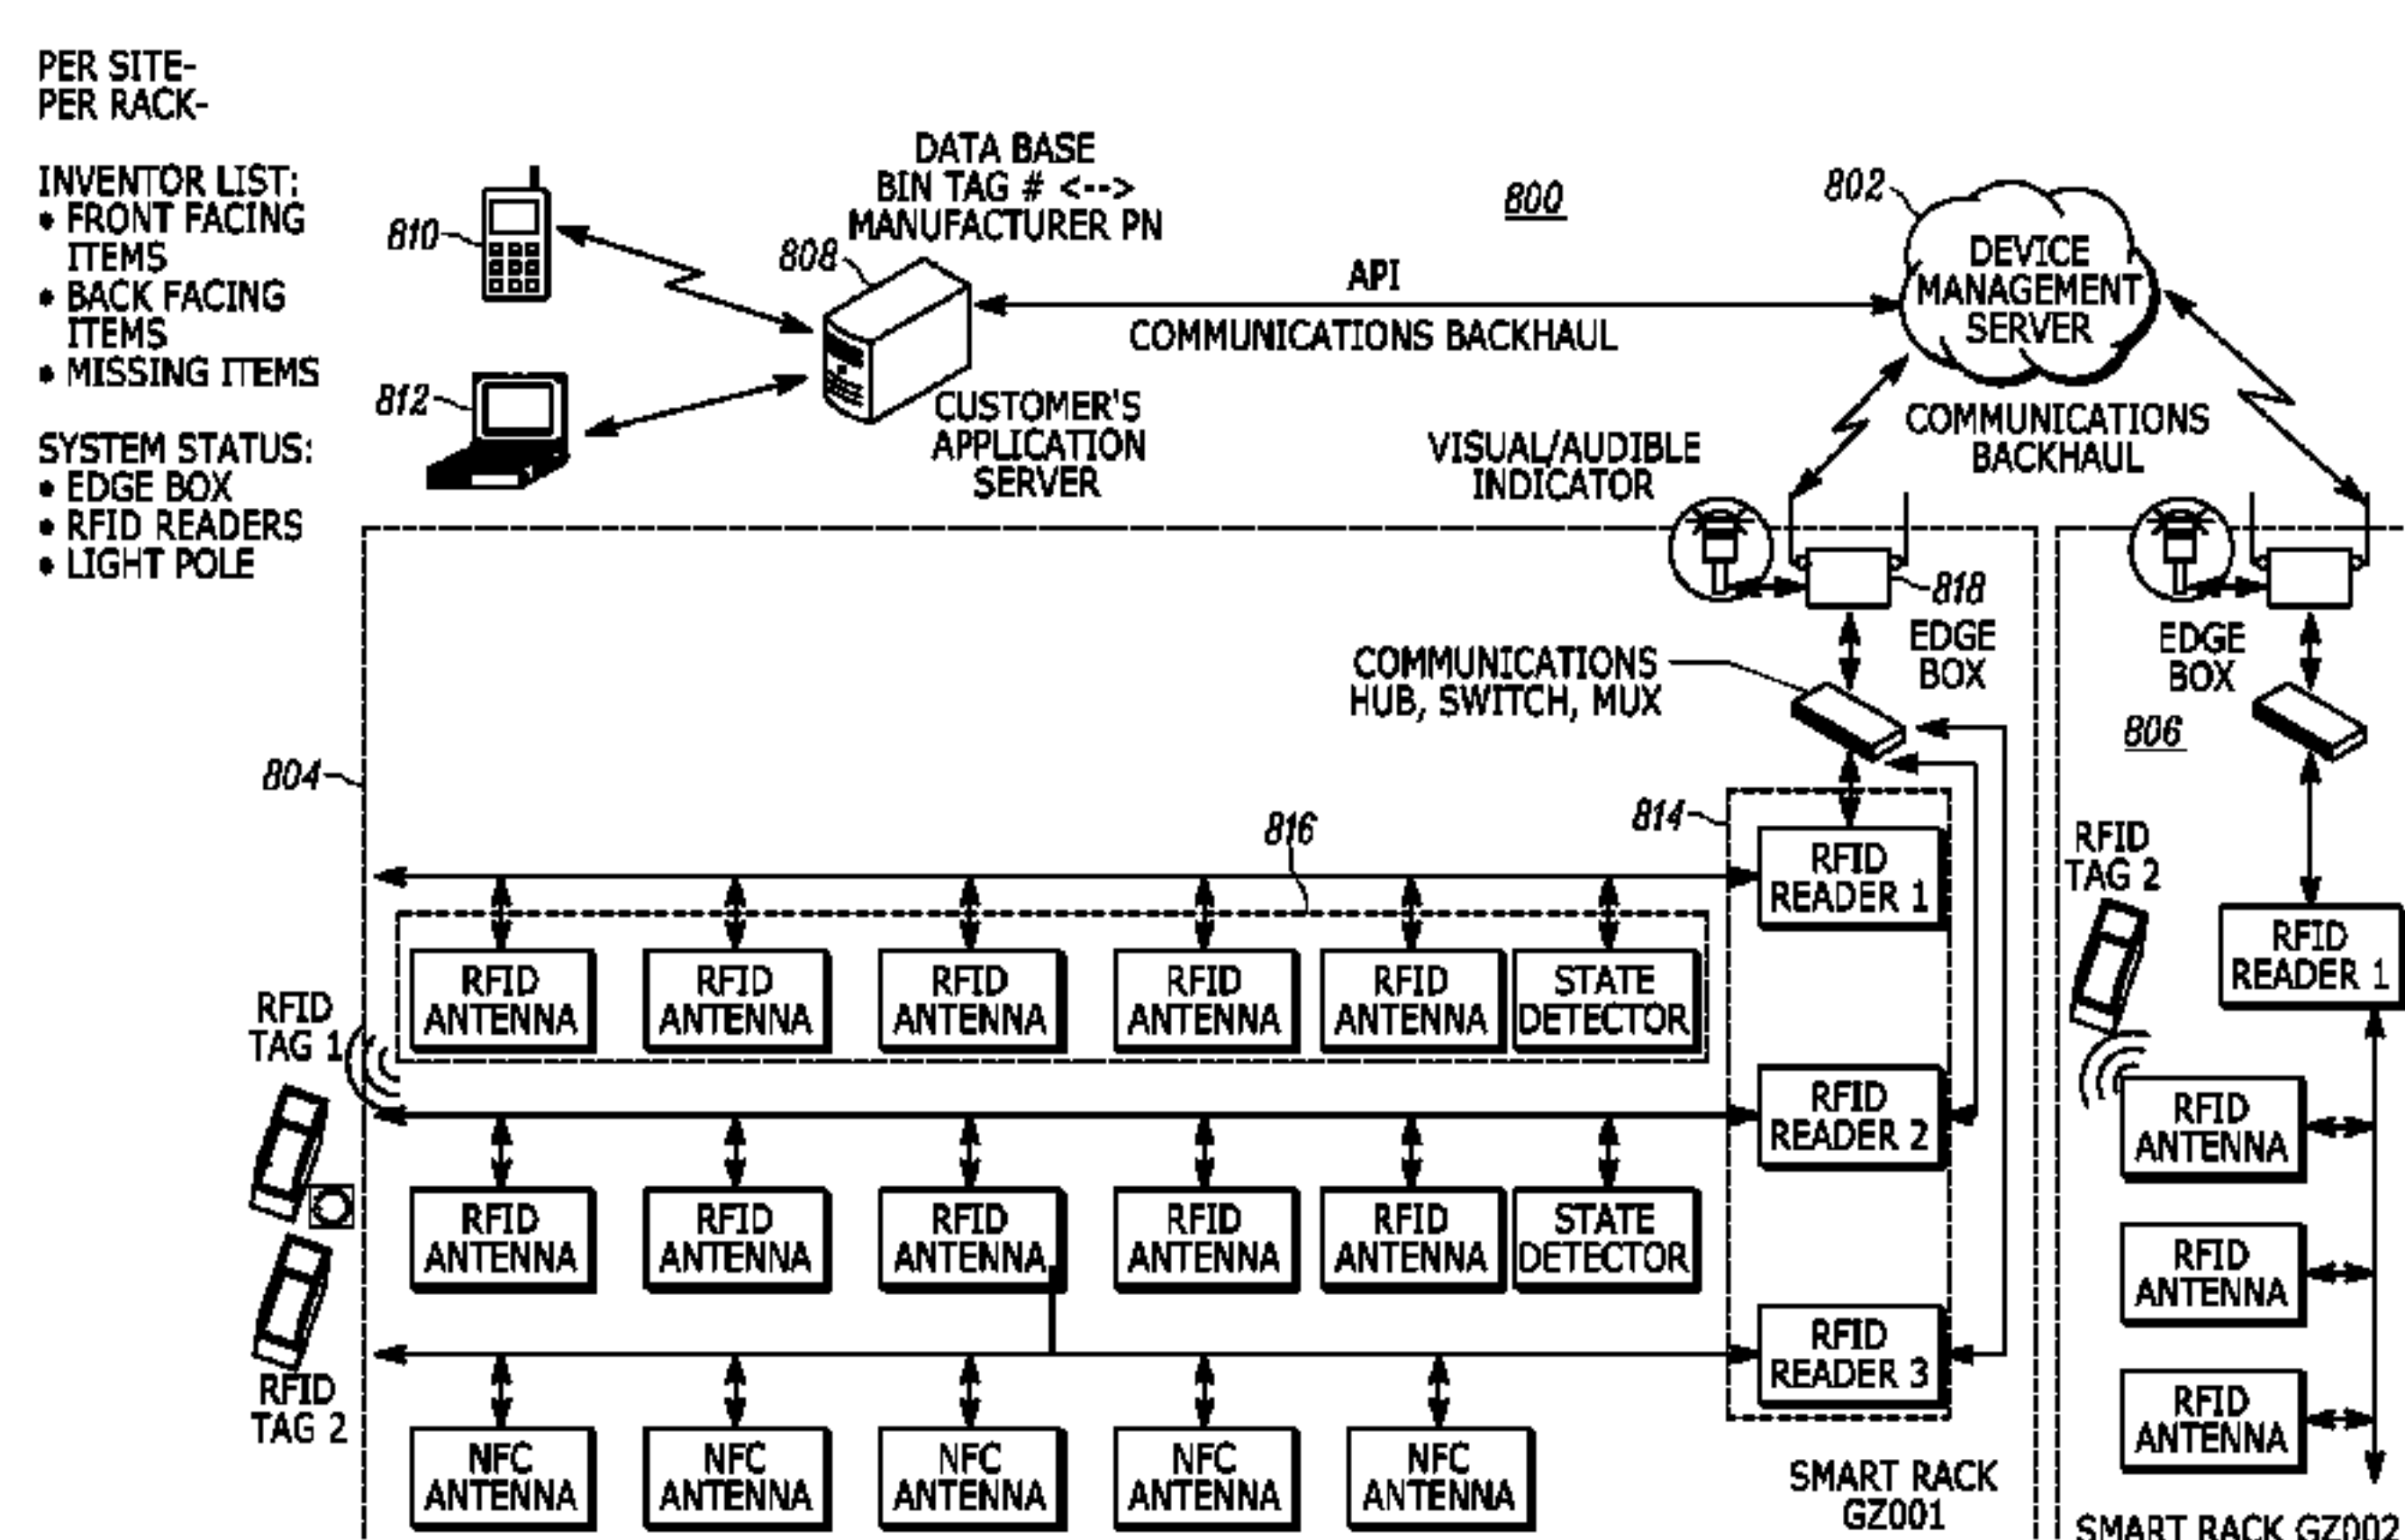 PER SITE-
PER RACK-
INVENTOR LIST:
• FRONT FACING
ITEMS
• BACK FACING
ITEMS
• MISSING ITEMS
SYSTEM STATUS:
• EDGE BOX
• RFID READERS
• LIGHT POLE
810
812
DATA BASE
BIN TAG # <-->
MANUFACTURER PN
808
CUSTOMER'S
APPLICATION
SERVER
800
API
COMMUNICATIONS BACKHAUL
802
DEVICE
MANAGEMENT
SERVER
COMMUNICATIONS
BACKHAUL
VISUAL/AUDIBLE
INDICATOR
818
EDGE
BOX
COMMUNICATIONS
HUB, SWITCH, MUX
804
816
814
RFID
READER 1
RFID
ANTENNA
RFID
ANTENNA
RFID
ANTENNA
RFID
ANTENNA
RFID
ANTENNA
STATE
DETECTOR
RFID
TAG 1
RFID
READER 2
RFID
ANTENNA
RFID
ANTENNA
RFID
ANTENNA
RFID
ANTENNA
RFID
ANTENNA
STATE
DETECTOR
RFID
TAG 2
RFID
READER 3
NFC
ANTENNA
NFC
ANTENNA
NFC
ANTENNA
NFC
ANTENNA
NFC
ANTENNA
SMART RACK
GZ001
EDGE
BOX
806
RFID
TAG 2
RFID
READER 1
RFID
ANTENNA
RFID
ANTENNA
RFID
ANTENNA
SMART RACK GZ002